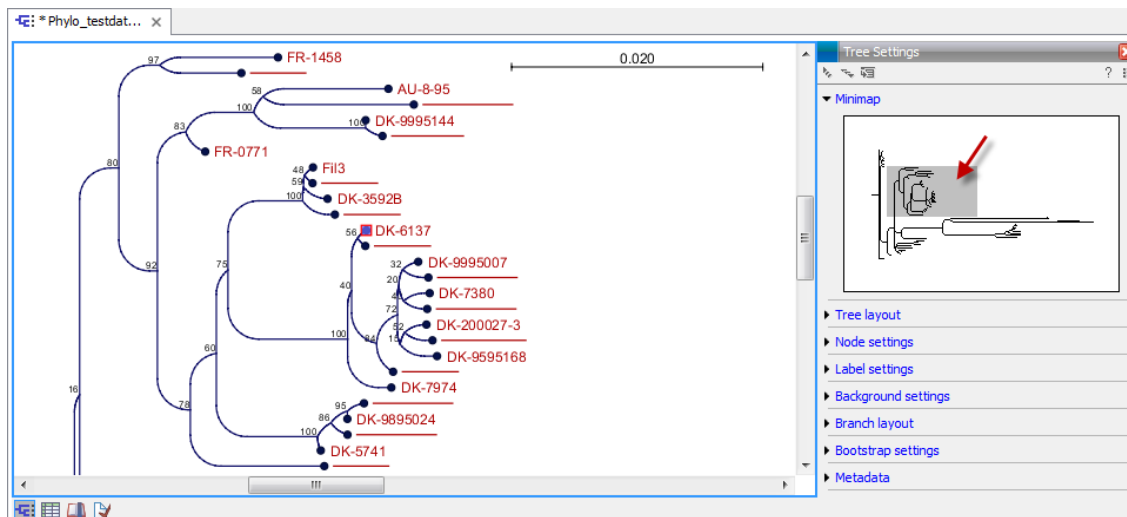 * Phylo_testdat...
97
FR-1458
0.020
58
AU-8-95
100
100
DK-9995144
83
FR-0771
80
48
Fil3
59
DK-3592B
100
56
DK-6137
92
75
32
DK-9995007
20
40
4
DK-7380
72
52
DK-200027-3
100
84
15
DK-9595168
60
DK-7974
16
78
95
86
DK-9895024
100
DK-5741
Tree Settings
?
Minimap
Tree layout
Node settings
Label settings
Background settings
Branch layout
Bootstrap settings
Metadata